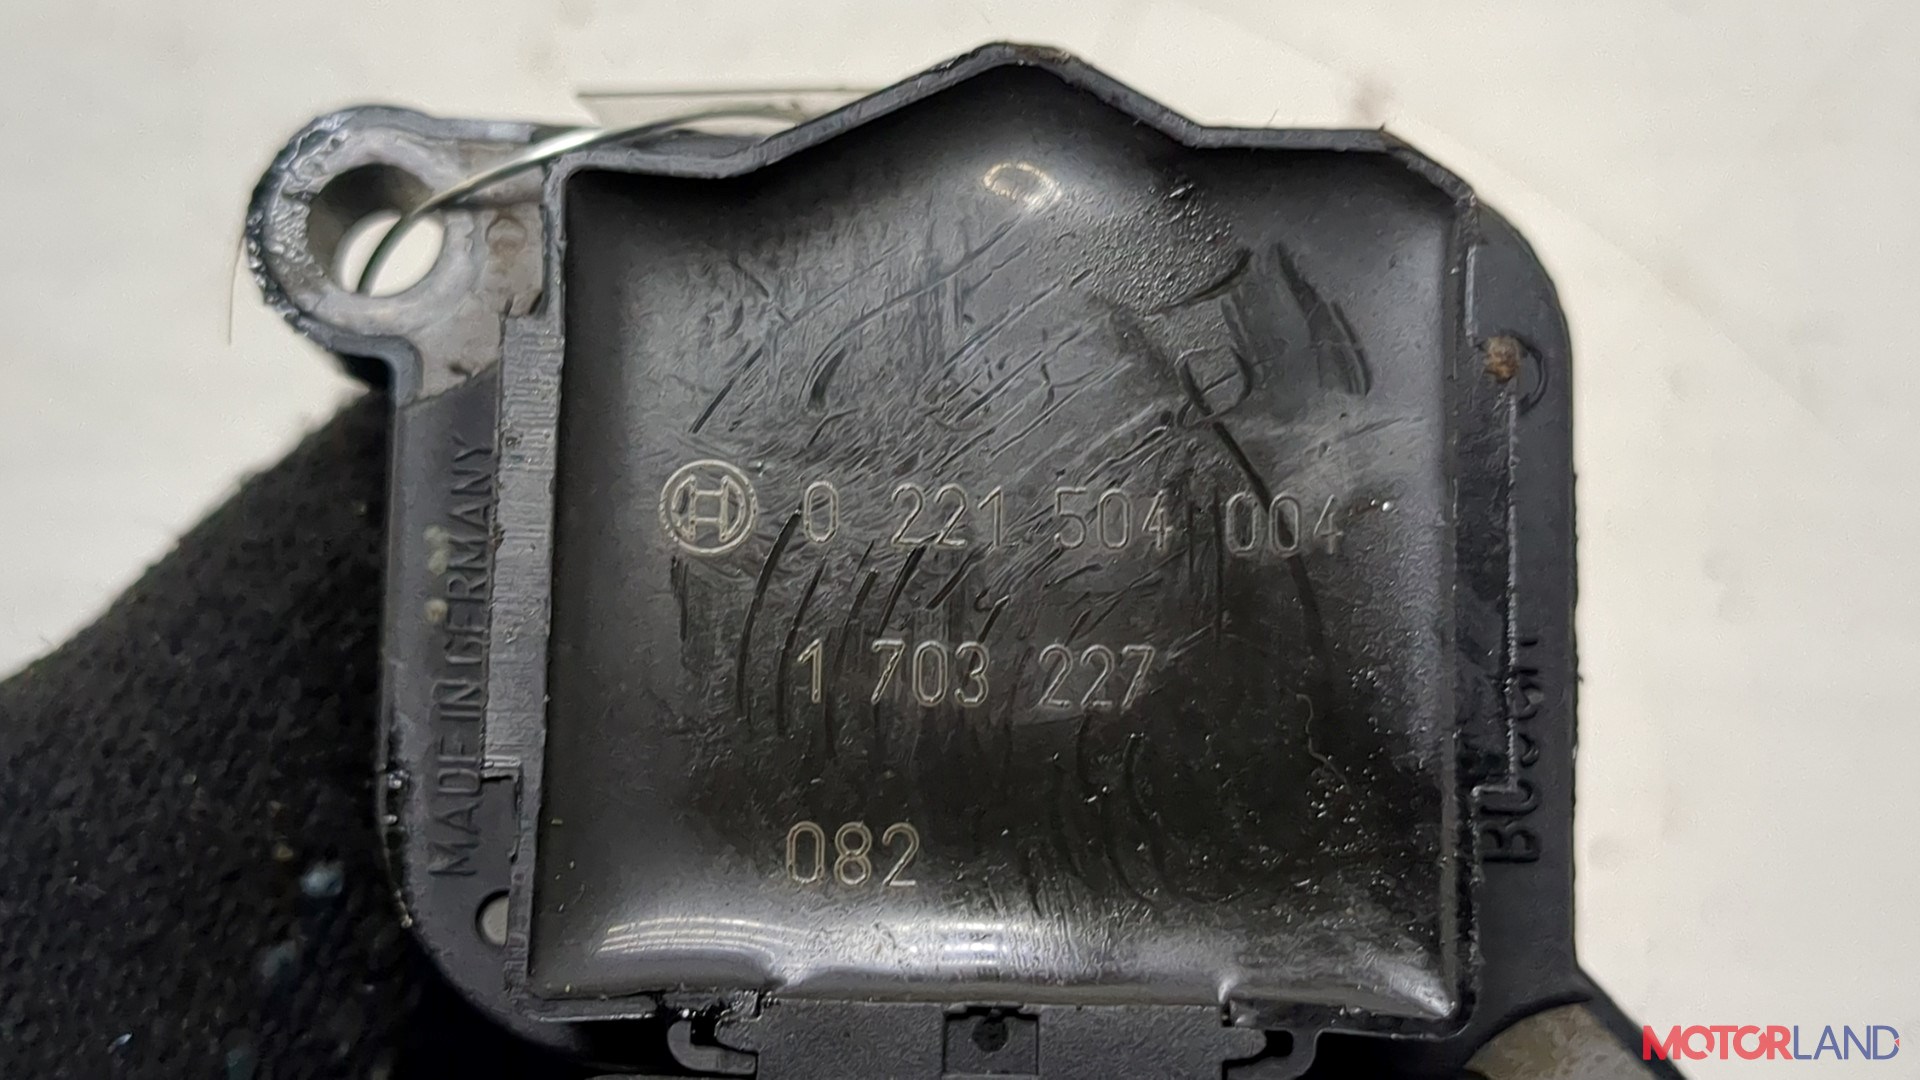 0 221 504 004
1 703 227
082
MADE IN GERMANY
BOSCH
MOTORLAND